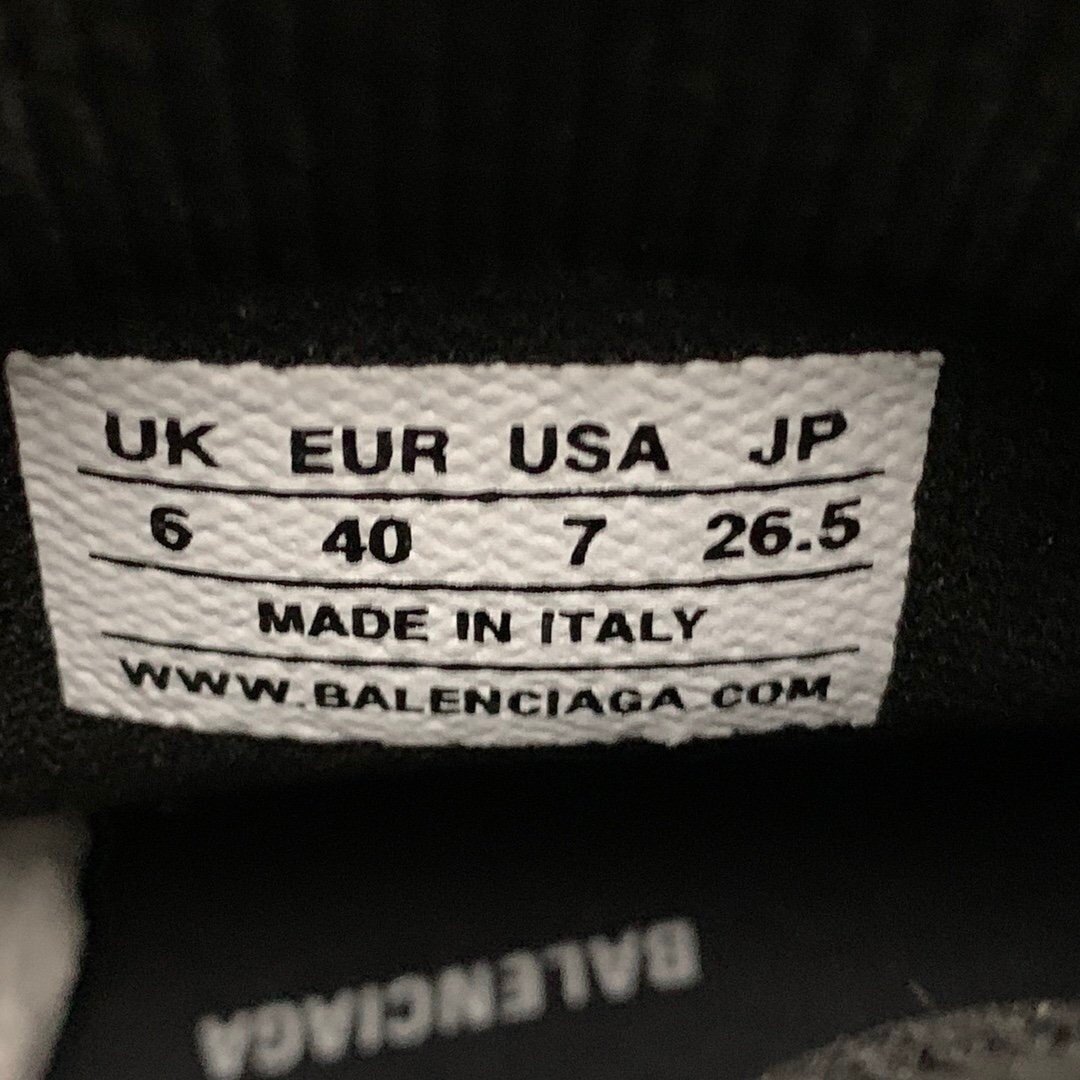 UK EUR USA JP
6 40 7 26.5
MADE IN ITALY
WWW.BALENCIAGA.COM
BALENCIAGA